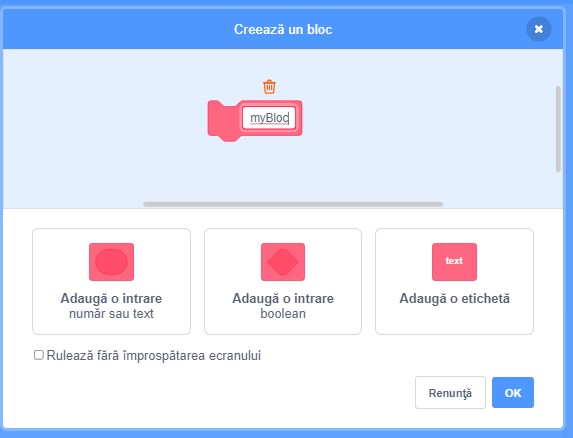 Creează un bloc
myBloc
Adaugă o intrare
număr sau text
Adaugă o intrare
boolean
text
Adaugă o etichetă
Rulează fără împrospătarea ecranului
Renunţă
OK